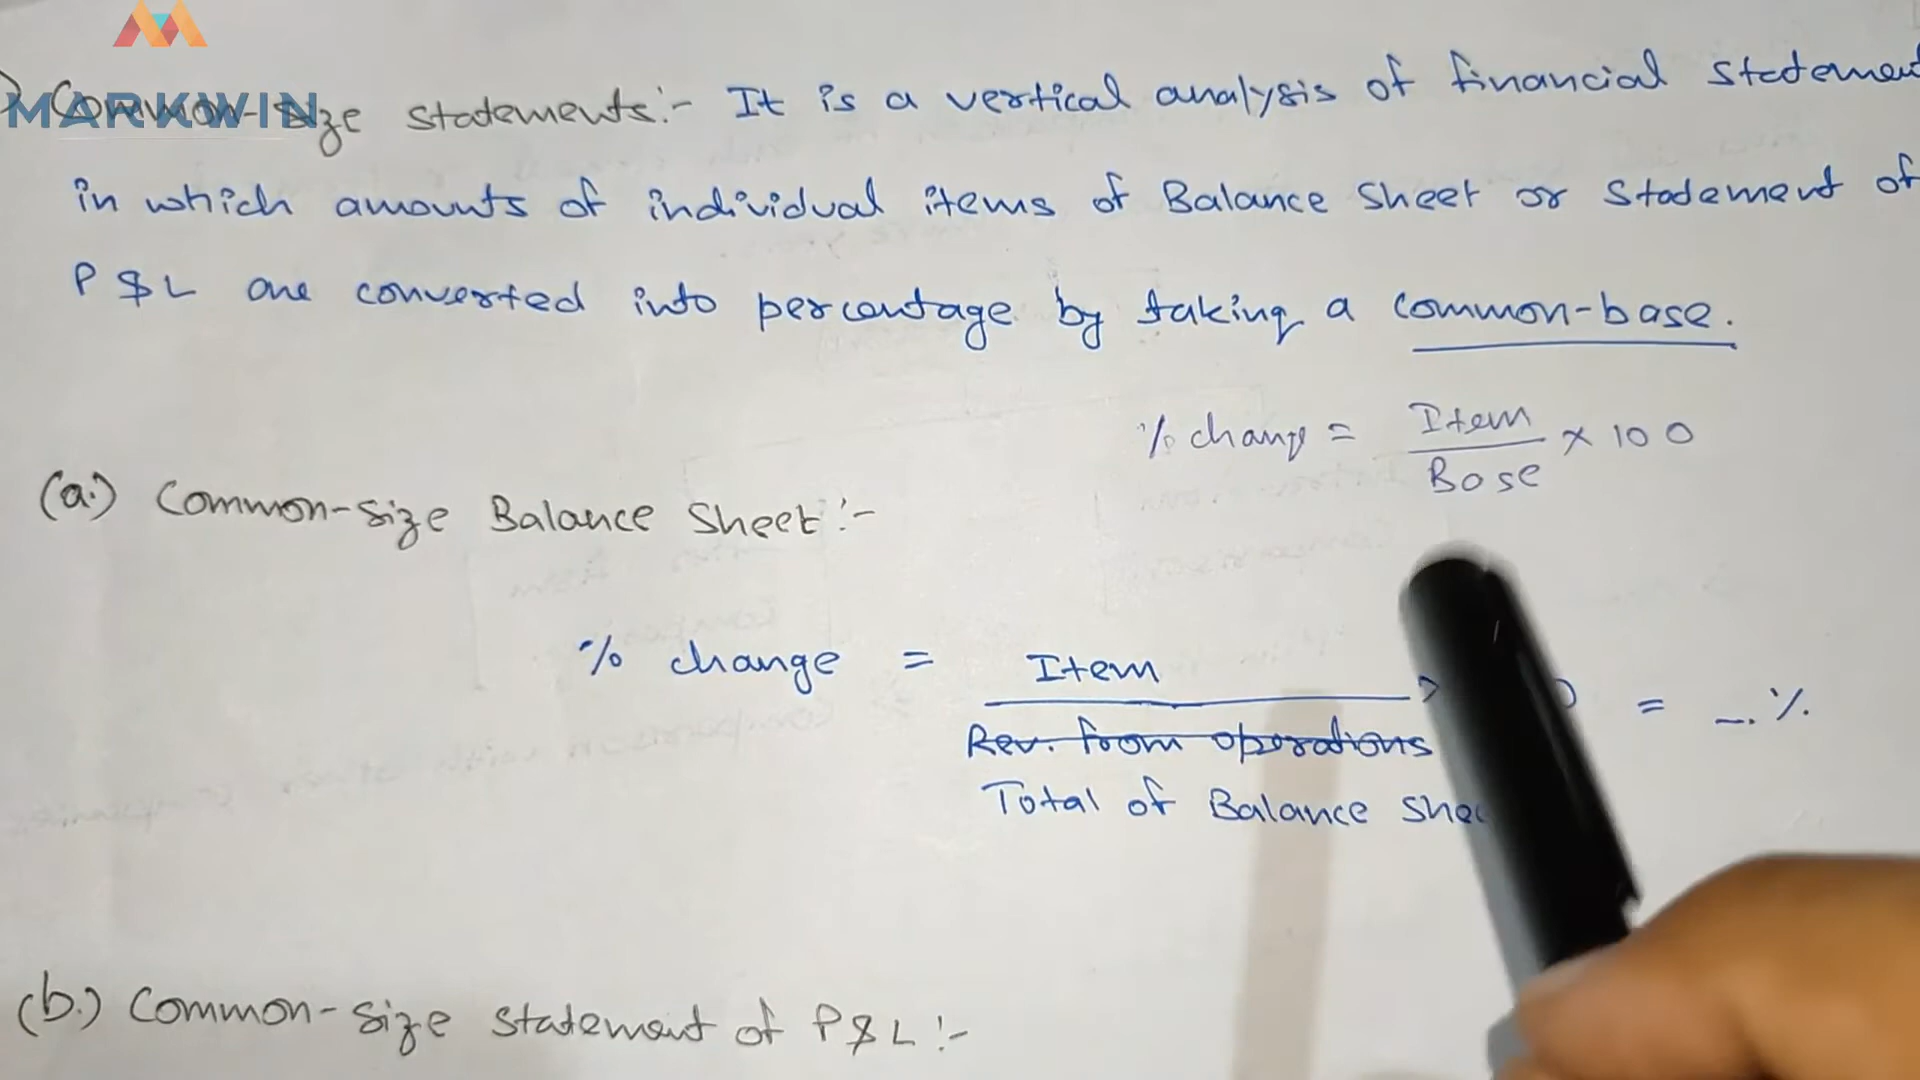 MARKWIN
Common-size statements:- It is a vertical analysis of financial statement
in which amounts of individual items of Balance Sheet or Statement of
P & L are converted into percentage by taking a common-base.
% change = Item / Base × 100
(a.) Common-size Balance Sheet:-
% change = Item = _.%
Rev. from operations
Total of Balance
(b.) Common-size statement of P & L:-